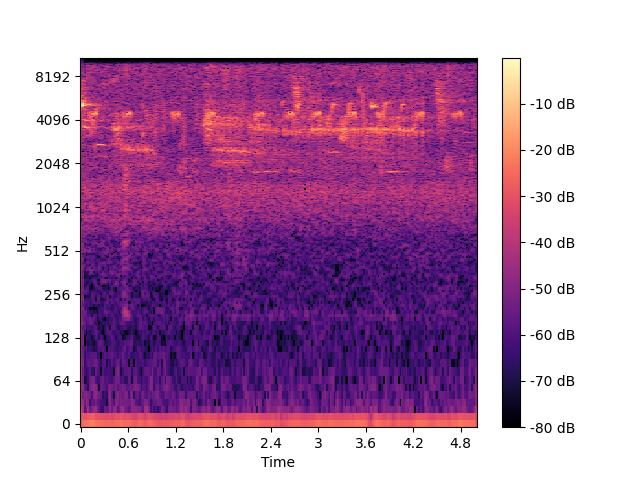 8192
4096
2048
1024
512
256
128
64
0
Hz
0 0.6 1.2 1.8 2.4 3 3.6 4.2 4.8
Time
-10 dB
-20 dB
-30 dB
-40 dB
-50 dB
-60 dB
-70 dB
-80 dB